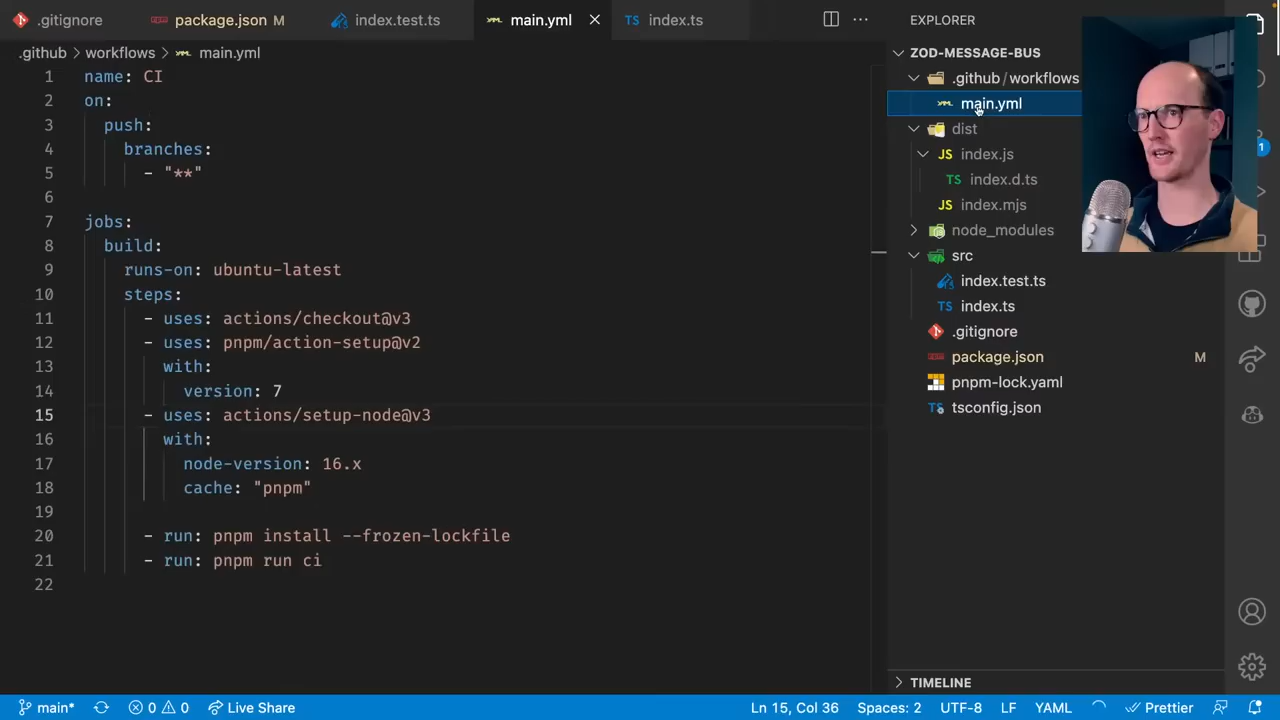 .gitignore
package.json M
index.test.ts
main.yml
TS index.ts
EXPLORER
.github > workflows > main.yml
1 name: CI
2 on:
3 push:
4 branches:
5 - "**"
6
7 jobs:
8 build:
9 runs-on: ubuntu-latest
10 steps:
11 - uses: actions/checkout@v3
12 - uses: pnpm/action-setup@v2
13 with:
14 version: 7
15 - uses: actions/setup-node@v3
16 with:
17 node-version: 16.x
18 cache: "pnpm"
19
20 - run: pnpm install --frozen-lockfile
21 - run: pnpm run ci
22
ZOD-MESSAGE-BUS
.github / workflows
main.yml
dist
JS index.js
TS index.d.ts
JS index.mjs
node_modules
src
index.test.ts
TS index.ts
.gitignore
package.json M
pnpm-lock.yaml
TS tsconfig.json
1
TIMELINE
main* 0 0 Live Share
Ln 15, Col 36 Spaces: 2 UTF-8 LF YAML Prettier